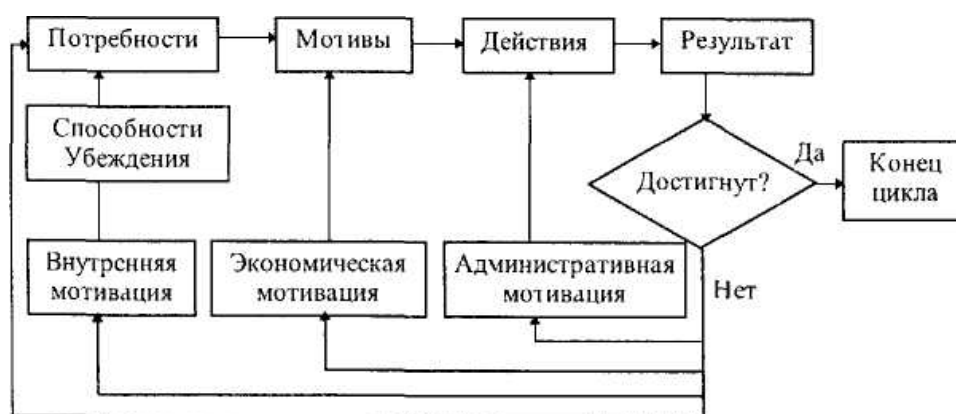 Потребности
Мотивы
Действия
Результат
Способности
Убеждения
Достигнут?
Да
Конец
цикла
Внутренняя
мотивация
Экономическая
мотивация
Административная
мотивация
Нет